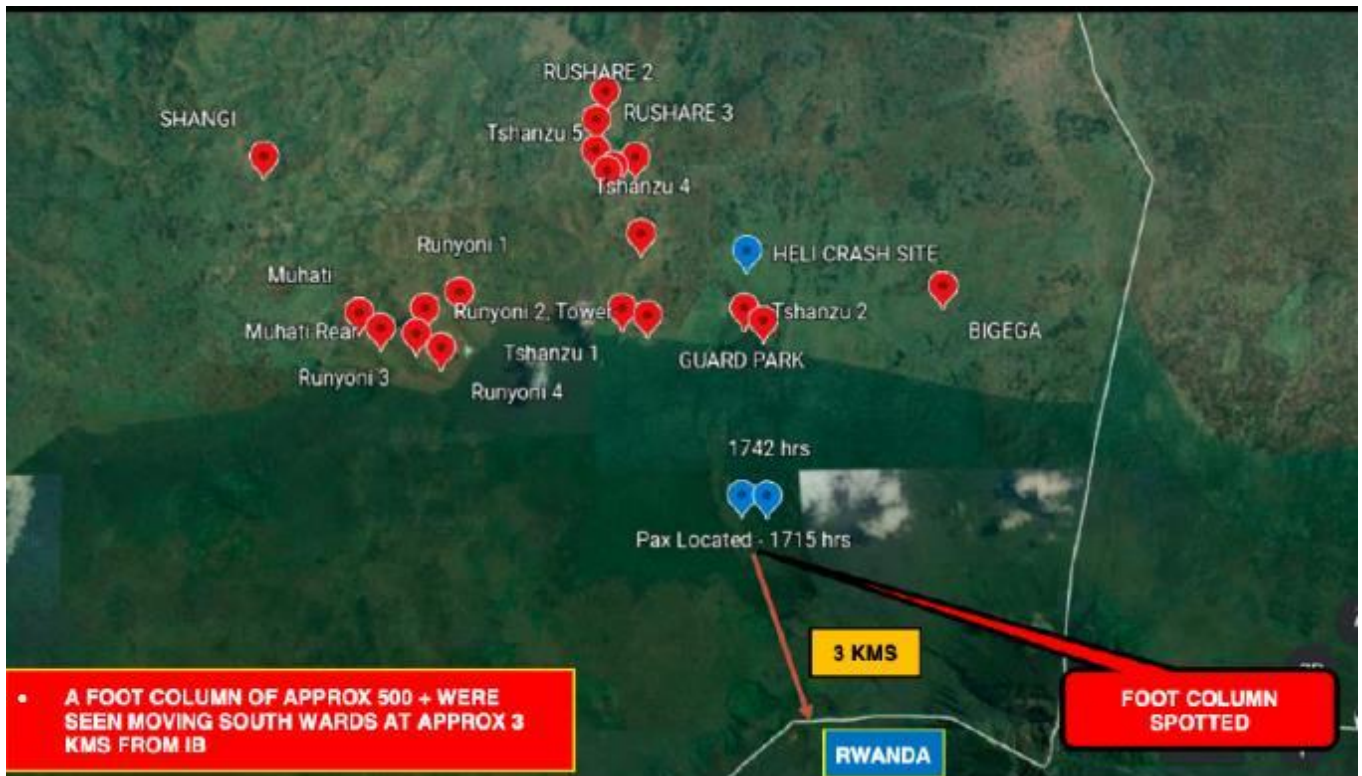 RUSHARE 2
RUSHARE 3
SHANGI
Tshanzu 5
Tshanzu 4
Runyoni 1
HELI CRASH SITE
Muhati
Runyoni 2, Tower
Tshanzu 2
Muhati Rear
BIGEGA
Tshanzu 1
GUARD PARK
Runyoni 3
Runyoni 4
1742 hrs
Pax Located - 1715 hrs
3 KMS
• A FOOT COLUMN OF APPROX 500 + WERE
SEEN MOVING SOUTH WARDS AT APPROX 3
KMS FROM IB
FOOT COLUMN
SPOTTED
RWANDA